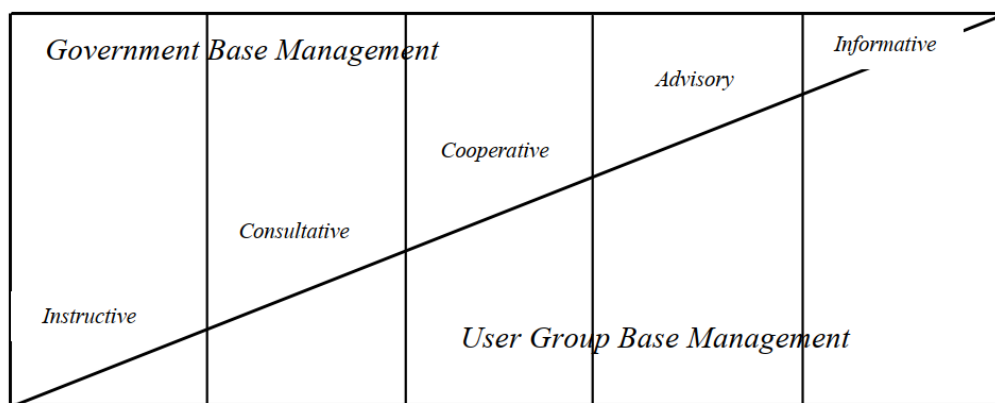 Government Base Management
Informative
Advisory
Cooperative
Consultative
Instructive
User Group Base Management